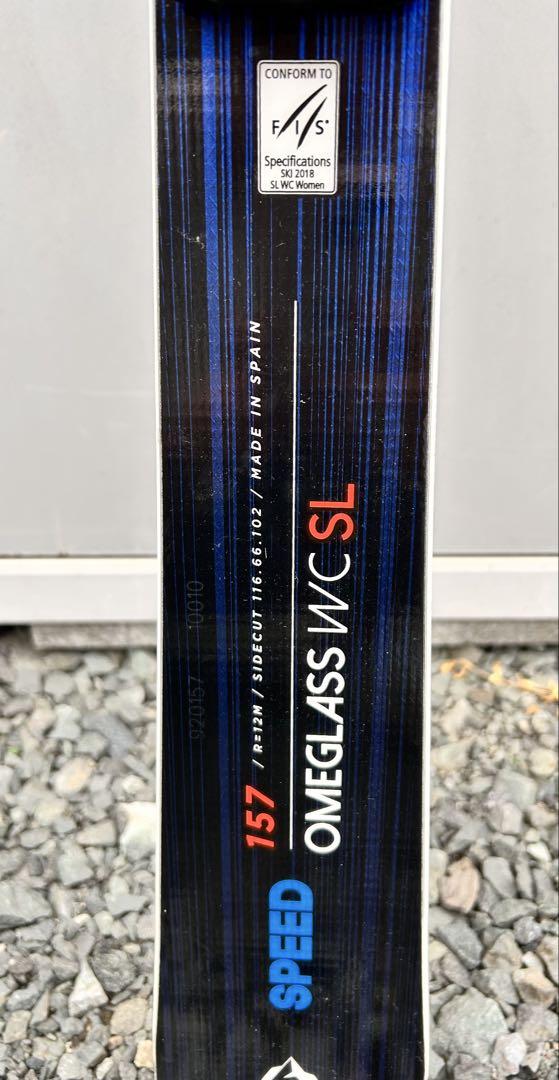 CONFORM TO
FIS
Specifications
SKI 2018
SL WC Women
157 / R=12M / SIDECUT 116.66.102 / MADE IN SPAIN
OMEGLASS WC SL
SPEED
920157 10010